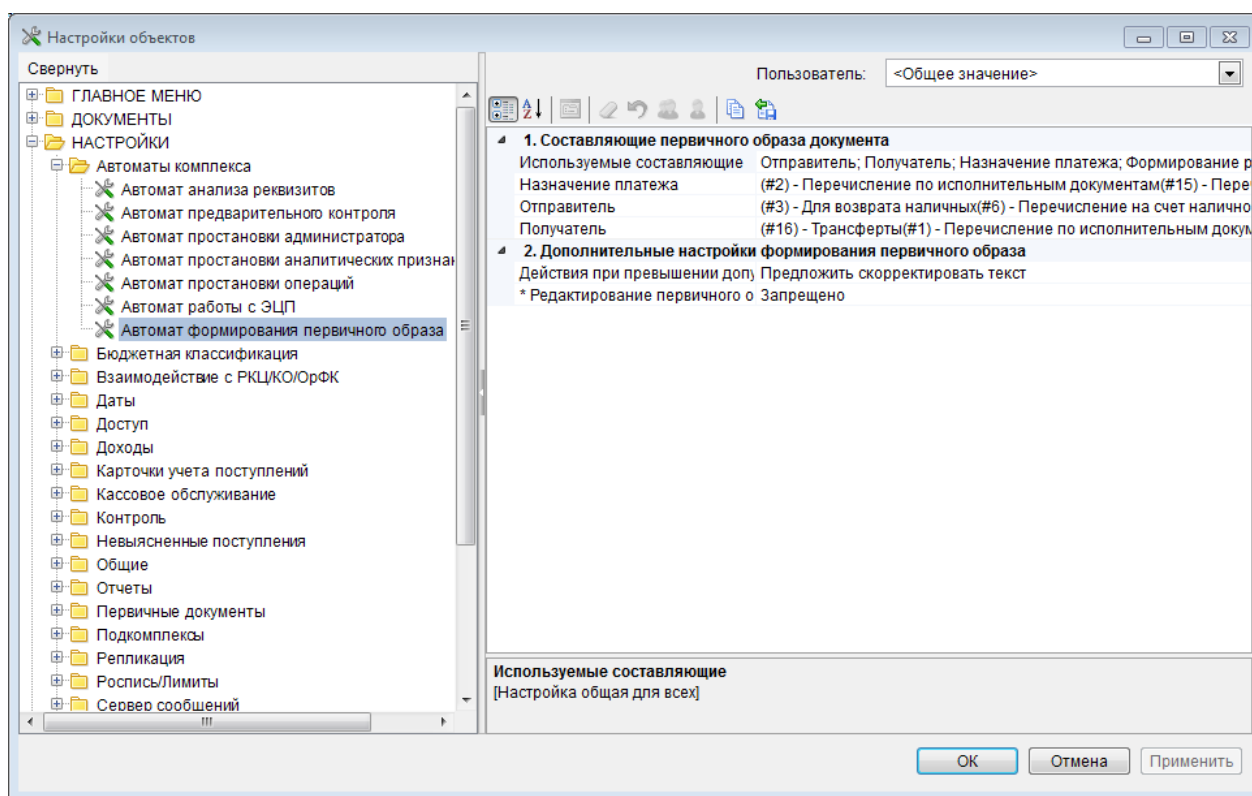 Настройки объектов
Свернуть
ГЛАВНОЕ МЕНЮ
ДОКУМЕНТЫ
НАСТРОЙКИ
Автоматы комплекса
Автомат анализа реквизитов
Автомат предварительного контроля
Автомат простановки администратора
Автомат простановки аналитических признак
Автомат простановки операций
Автомат работы с ЭЦП
Автомат формирования первичного образа
Бюджетная классификация
Взаимодействие с РКЦ/КО/ОрФК
Даты
Доступ
Доходы
Карточки учета поступлений
Кассовое обслуживание
Контроль
Невыясненные поступления
Общие
Отчеты
Первичные документы
Подкомплексы
Репликация
Роспись/Лимиты
Сервер сообщений
Пользователь: <Общее значение>
1. Составляющие первичного образа документа
Используемые составляющие Отправитель; Получатель; Назначение платежа; Формирование р
Назначение платежа (#2) - Перечисление по исполнительным документам(#15) - Пере
Отправитель (#3) - Для возврата наличных(#6) - Перечисление на счет налично
Получатель (#16) - Трансферты(#1) - Перечисление по исполнительным докум
2. Дополнительные настройки формирования первичного образа
Действия при превышении допу Предложить скорректировать текст
* Редактирование первичного о Запрещено
Используемые составляющие
[Настройка общая для всех]
ОК Отмена Применить